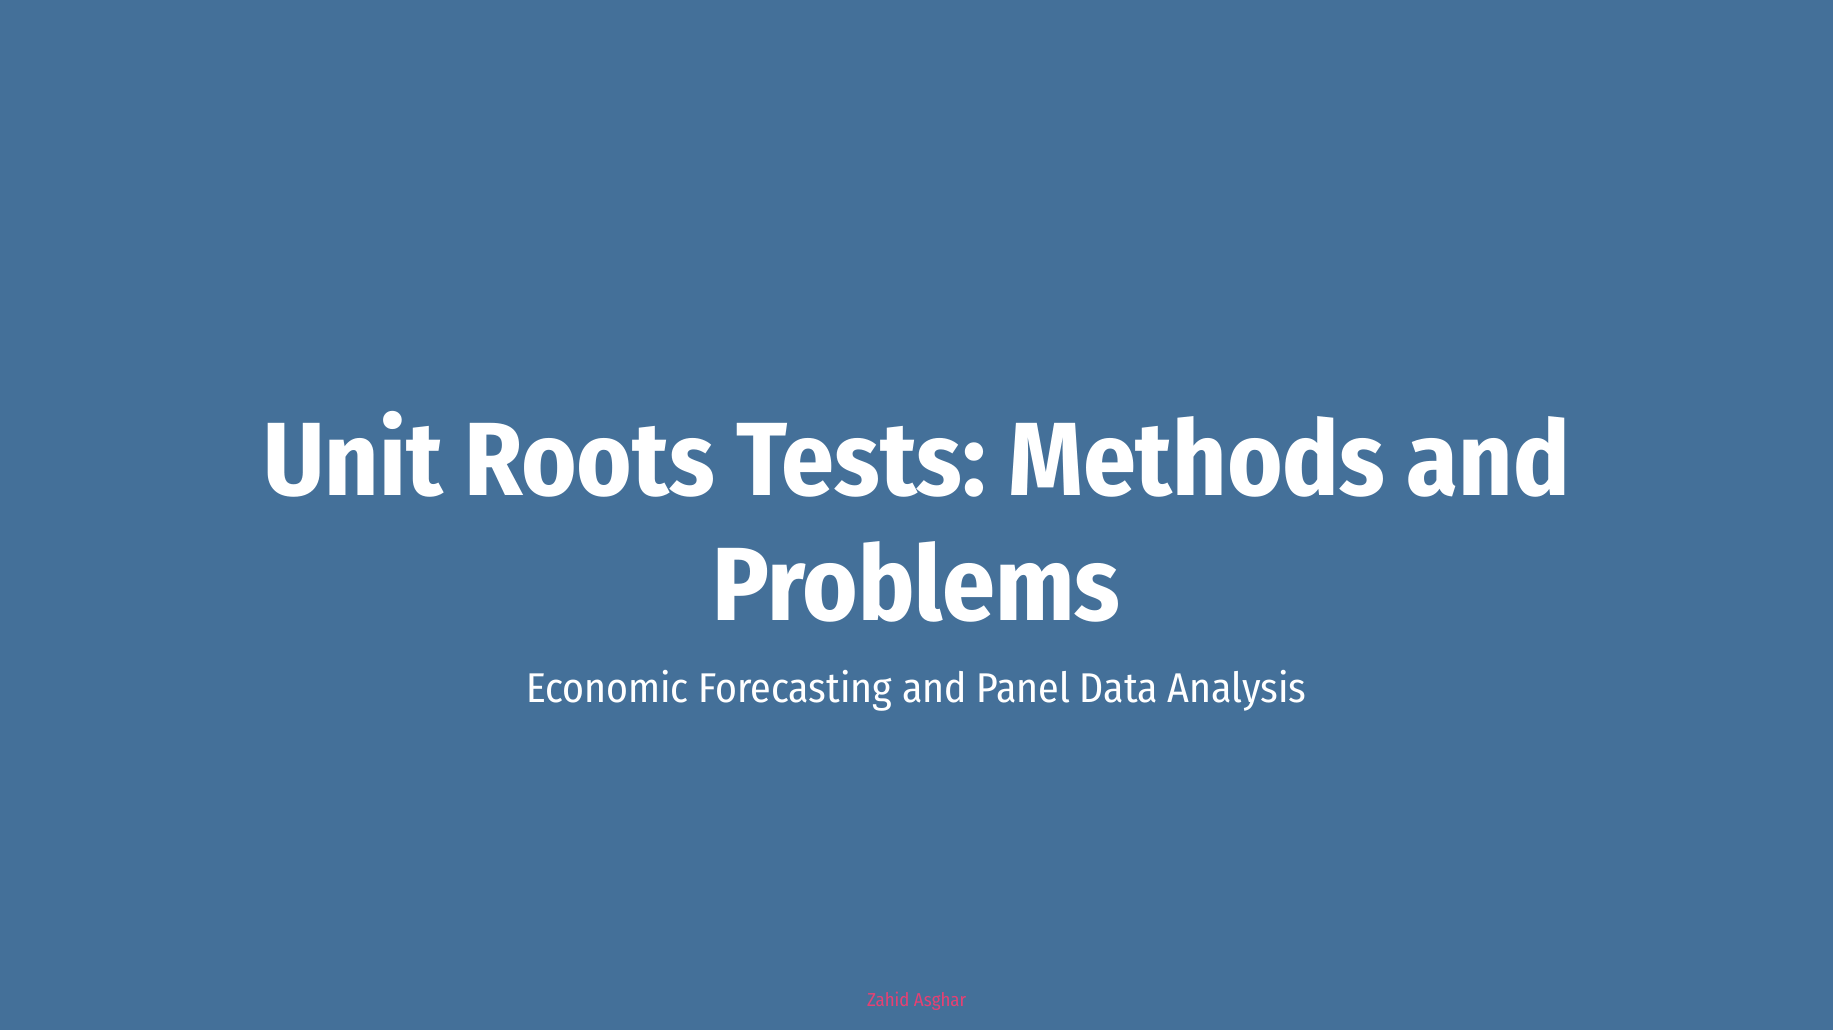 Unit Roots Tests: Methods and
Problems
Economic Forecasting and Panel Data Analysis
Zahid Asghar